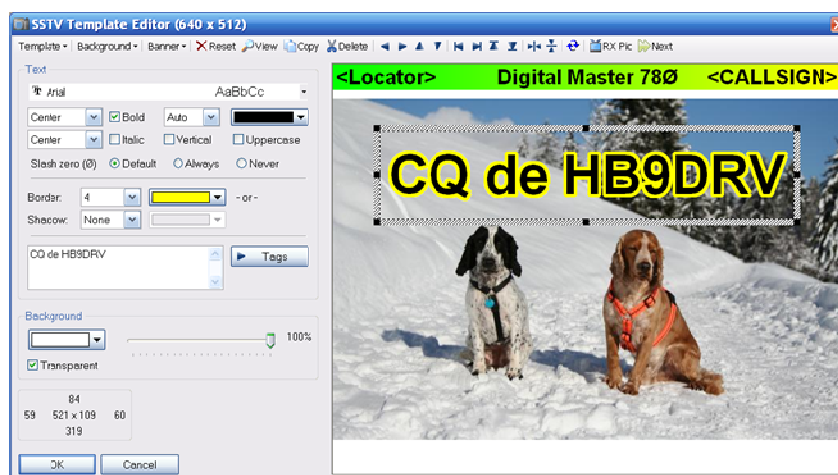 SSTV Template Editor (640 x 512)
Template Background Banner Reset View Copy Delete RX Pic Next
Text
Arial AaBbCc
Center Bold Auto
Center Italic Vertical Uppercase
Slash zero (Ø) Default Always Never
Border: 4 -or-
Shadow: None
CQ de HB9DRV Tags
Background
100%
Transparent
84
59 521 x 109 60
319
OK Cancel
<Locator> Digital Master 78Ø <CALLSIGN>
CQ de HB9DRV